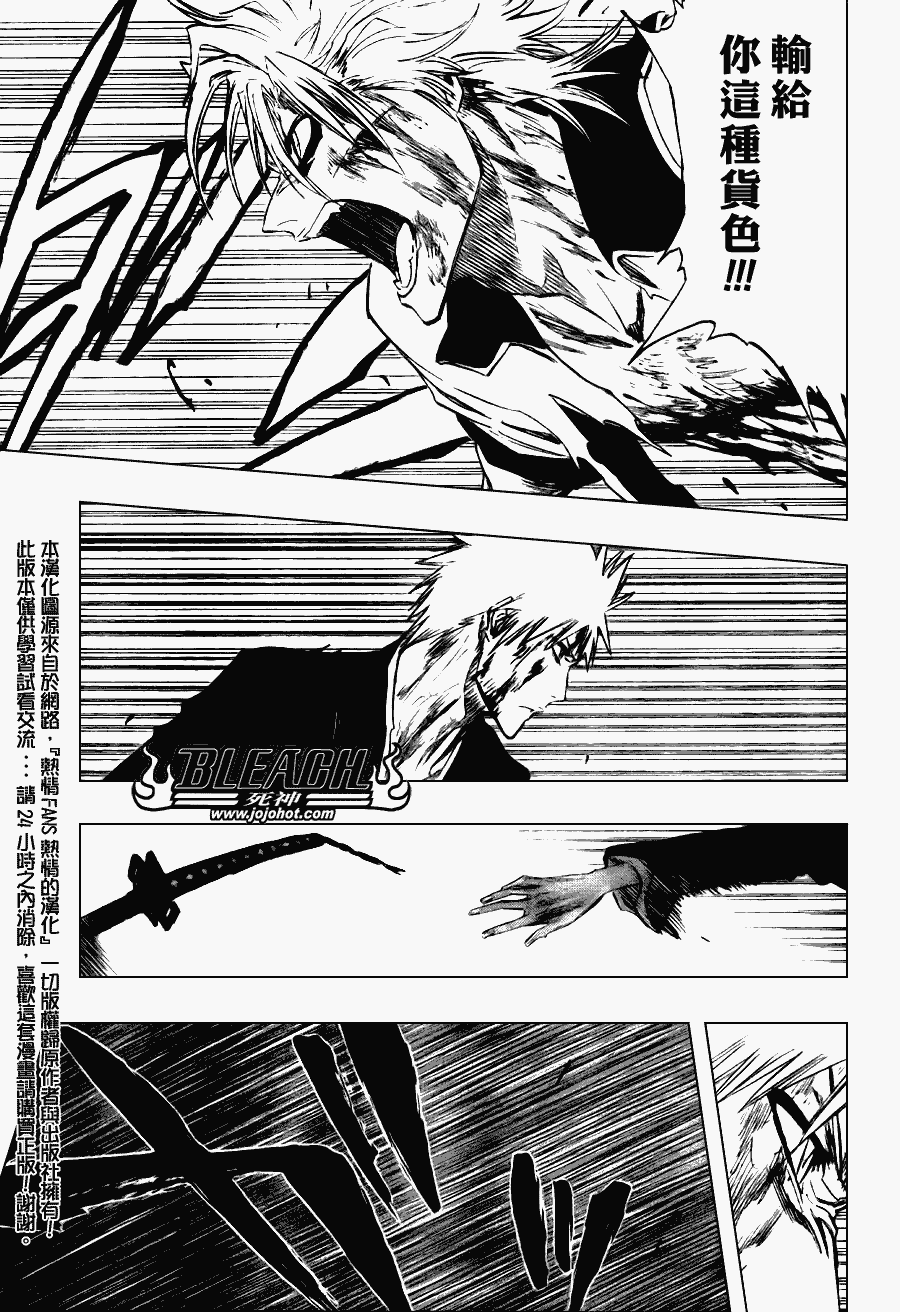 輸給
你這種貨色!!!
本漢化圖源來自於網路，『熱情FANS熱情的漢化』一切版權歸原作者與出版社擁有！
此版本僅供學習試看交流... 請24小時之內消除，喜歡這套漫畫請購買正版！謝謝。
BLEACH
死神
www.jojohot.com